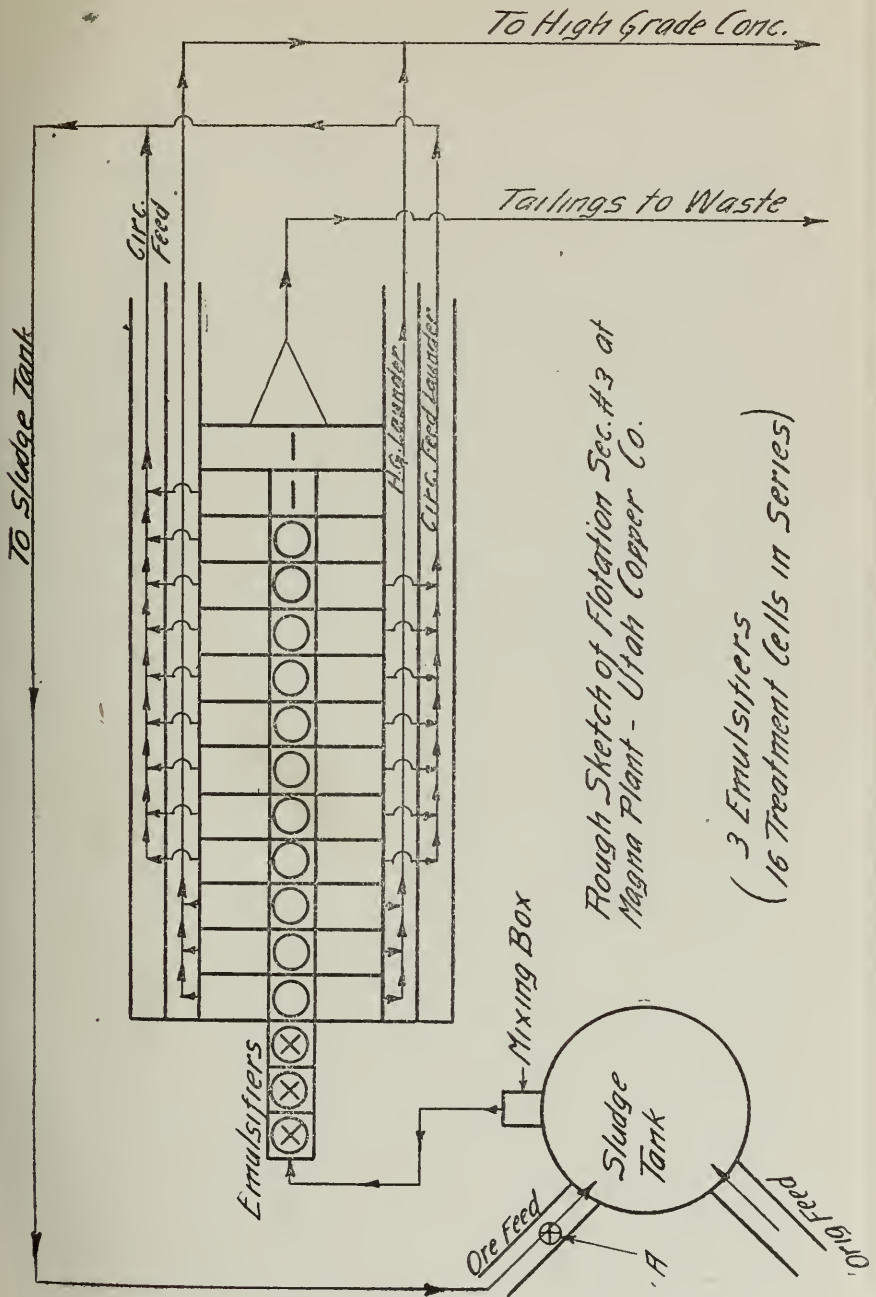 To High Grade Conc.
Tailings to Waste
To Sludge Tank
Circ.
Feed
H.G. Launder
Circ. Feed Launder
Emulsifiers
Mixing Box
Sludge
Tank
Ore Feed
Orig Feed
A
Rough Sketch of Flotation Sec. #3 at
Magna Plant - Utah Copper Co.
( 3 Emulsifiers
16 Treatment Cells in Series )